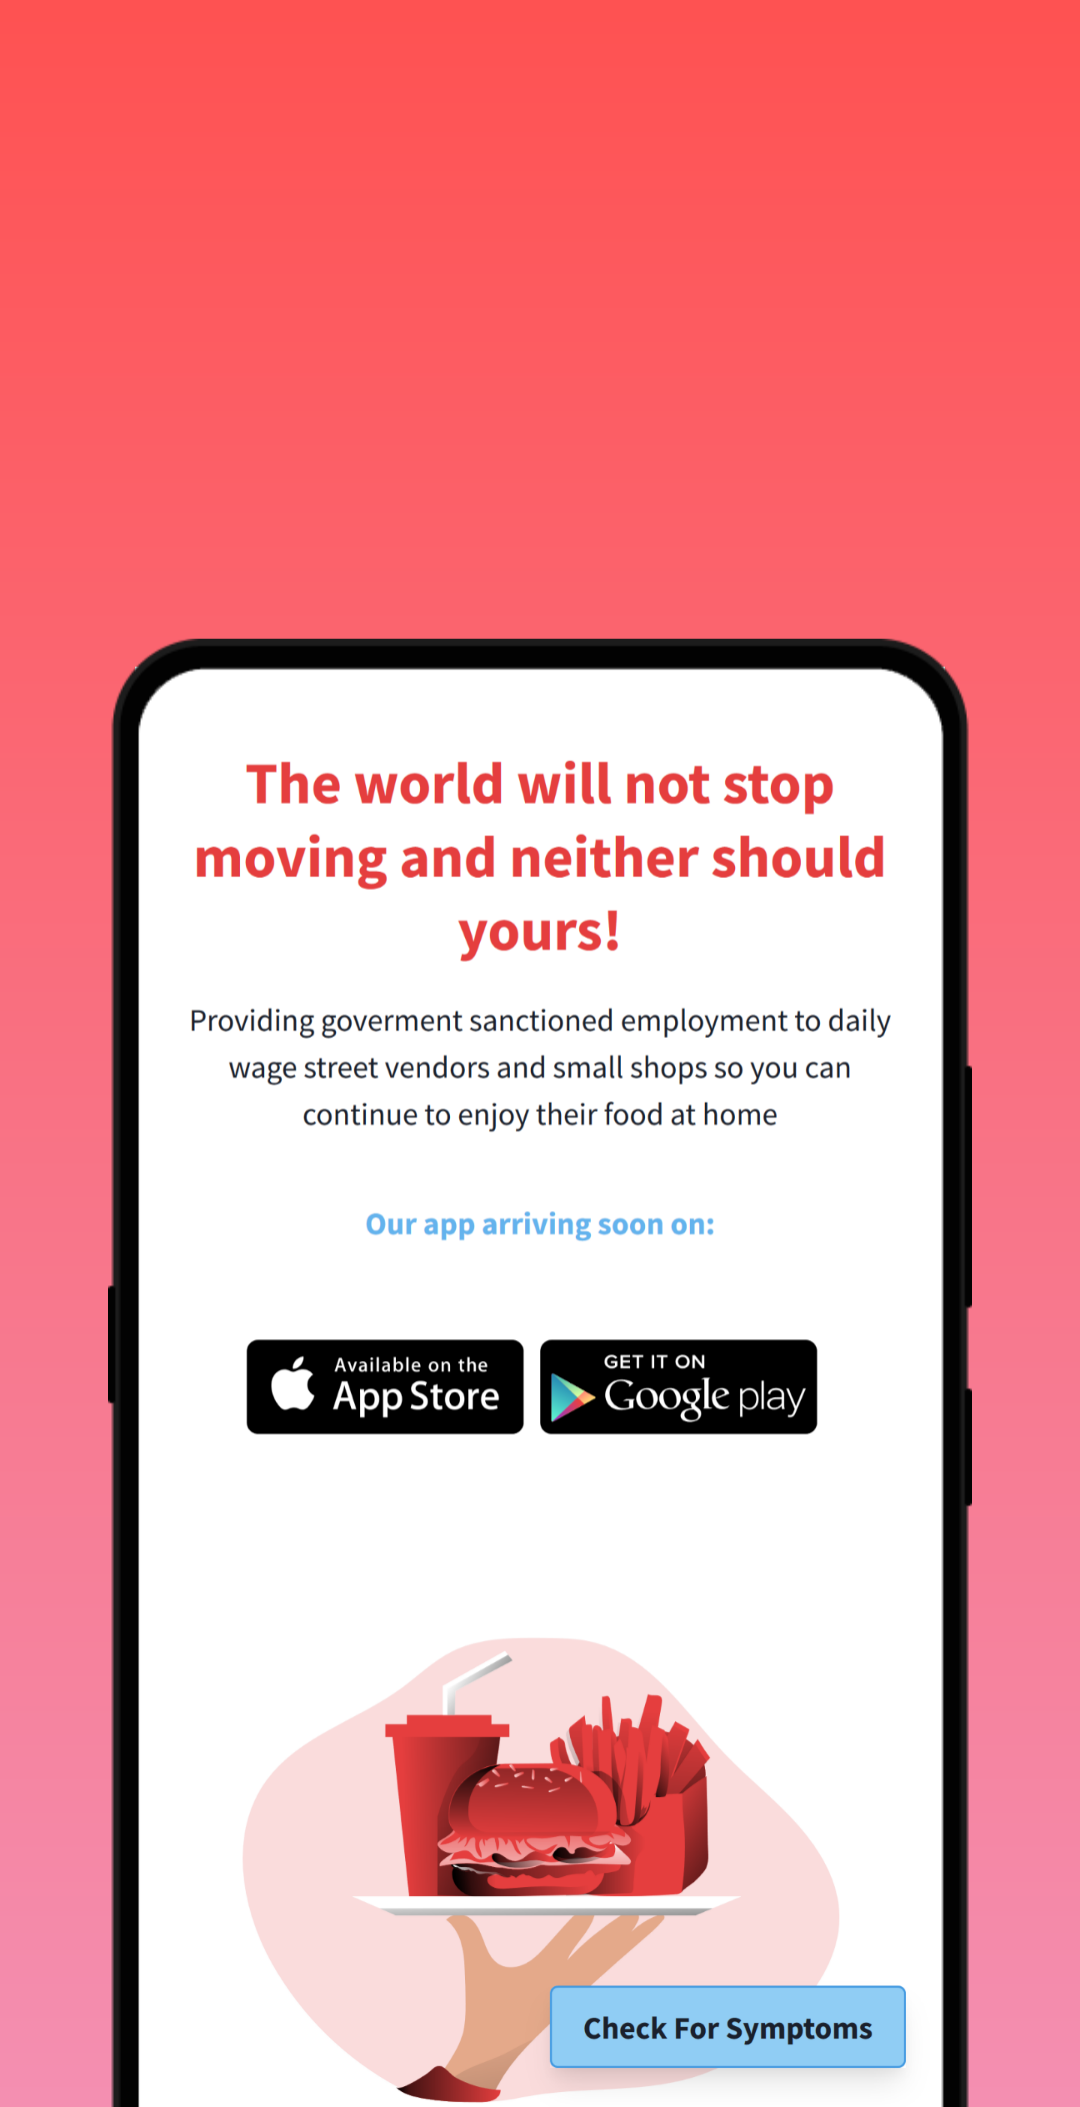 The world will not stop
moving and neither should
yours!
Providing goverment sanctioned employment to daily
wage street vendors and small shops so you can
continue to enjoy their food at home
Our app arriving soon on:
Available on the
App Store
GET IT ON
Google play
Check For Symptoms